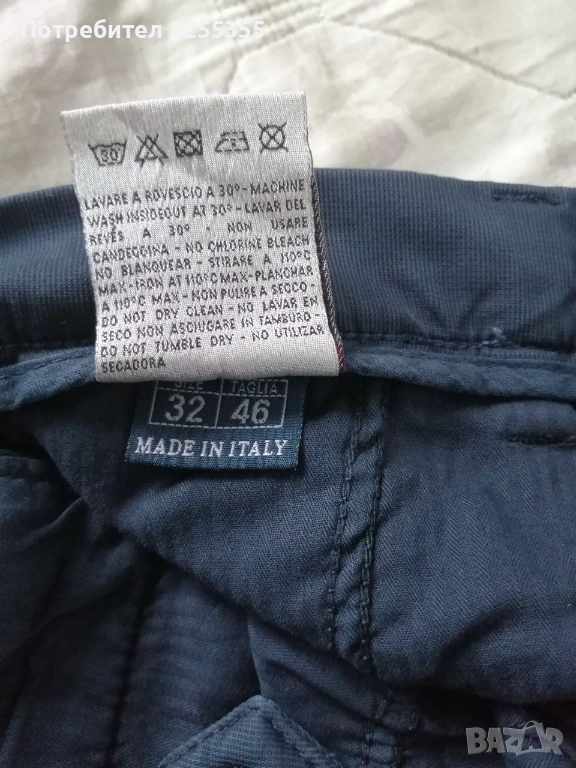 Потребител 8255355
30
LAVARE A ROVESCIO A 30°-MACHINE
WASH INSIDEOUT AT 30°-LAVAR DEL
REVÉS A 30°- NON USARE
CANDEGGINA - NO CHLORINE BLEACH
NO BLANQUEAR- STIRARE A 110°C
MAX-IRON AT 110°C MAX-PLANCHAR
A 110°C MAX- NON PULIRE A SECCO
DO NOT DRY CLEAN - NO LAVAR EN
SECO NON ASCIUGARE IN TAMBURO-
DO NOT TUMBLE DRY - NO UTILIZAR
SECADORA
SIZE TAGLIA
32 46
MADE IN ITALY
BAZAR